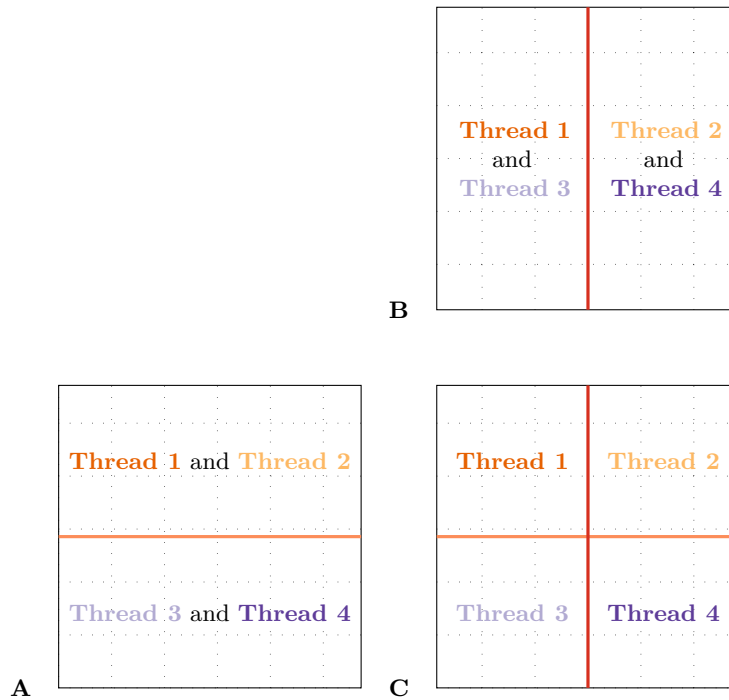 Thread 1
and
Thread 3
Thread 2
and
Thread 4
B
Thread 1 and Thread 2
Thread 3 and Thread 4
A
Thread 1
Thread 2
Thread 3
Thread 4
C